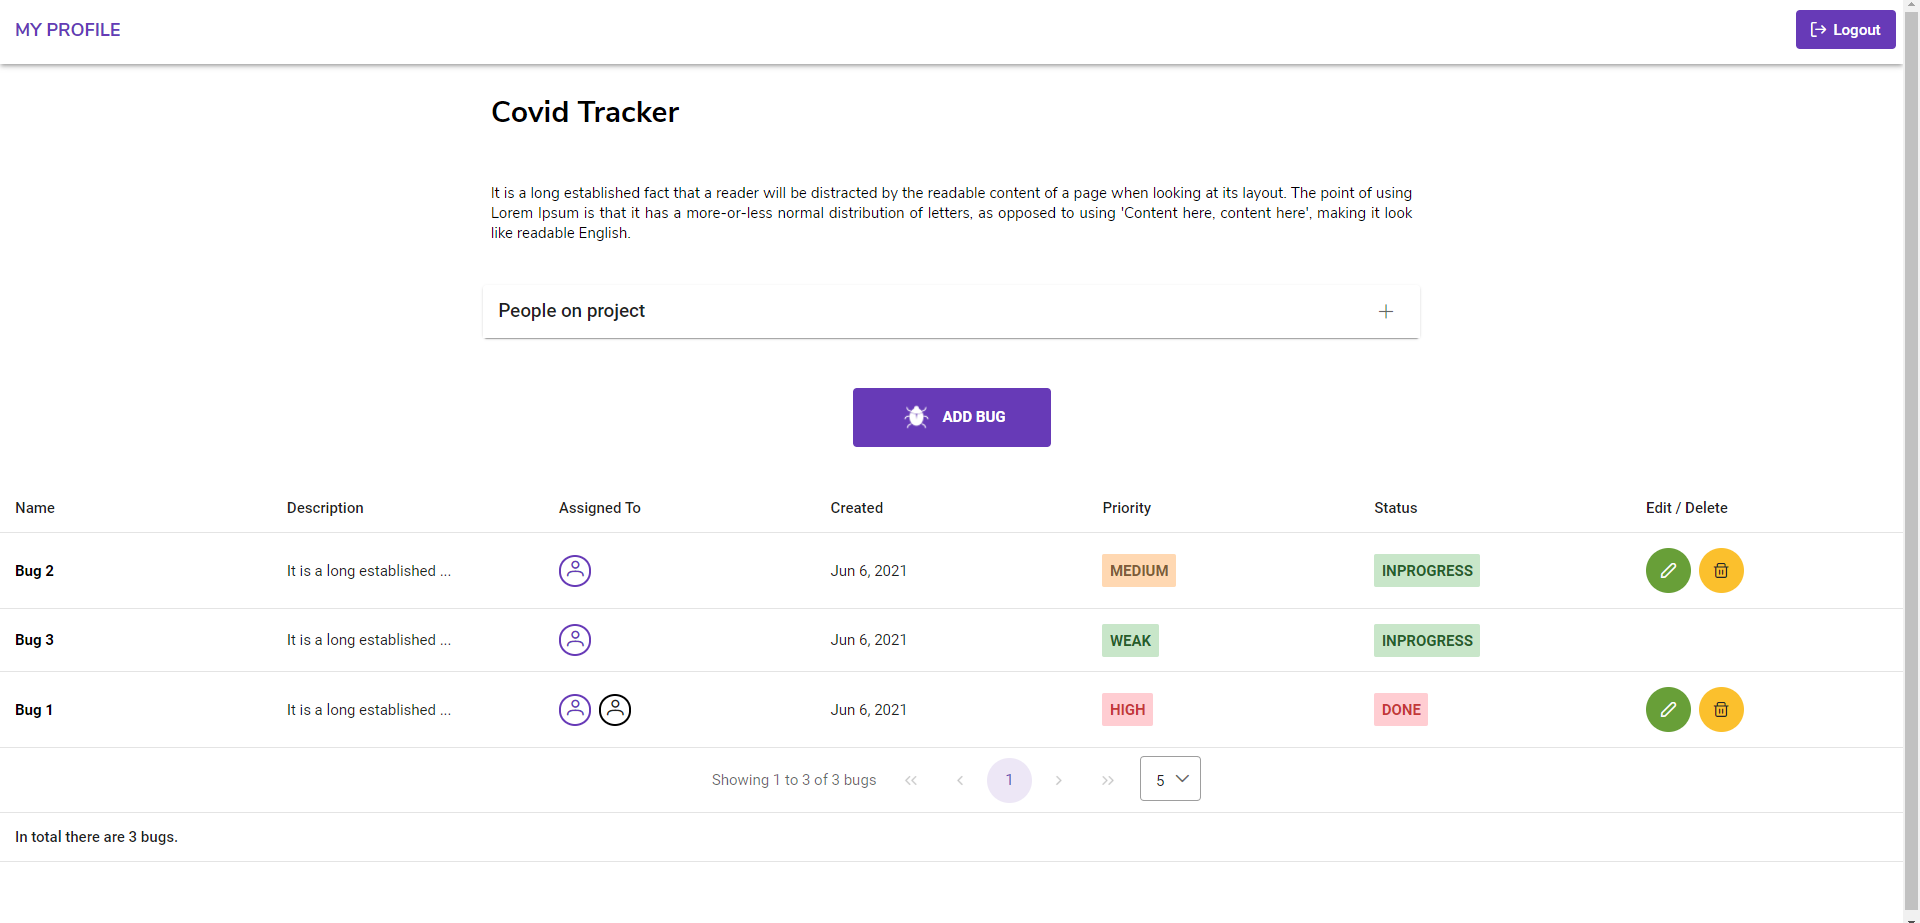 MY PROFILE
Logout
Covid Tracker
It is a long established fact that a reader will be distracted by the readable content of a page when looking at its layout. The point of using
Lorem Ipsum is that it has a more-or-less normal distribution of letters, as opposed to using 'Content here, content here', making it look
like readable English.
People on project
ADD BUG
Name Description Assigned To Created Priority Status Edit / Delete
Bug 2 It is a long established ... Jun 6, 2021 MEDIUM INPROGRESS
Bug 3 It is a long established ... Jun 6, 2021 WEAK INPROGRESS
Bug 1 It is a long established ... Jun 6, 2021 HIGH DONE
Showing 1 to 3 of 3 bugs 1 5
In total there are 3 bugs.